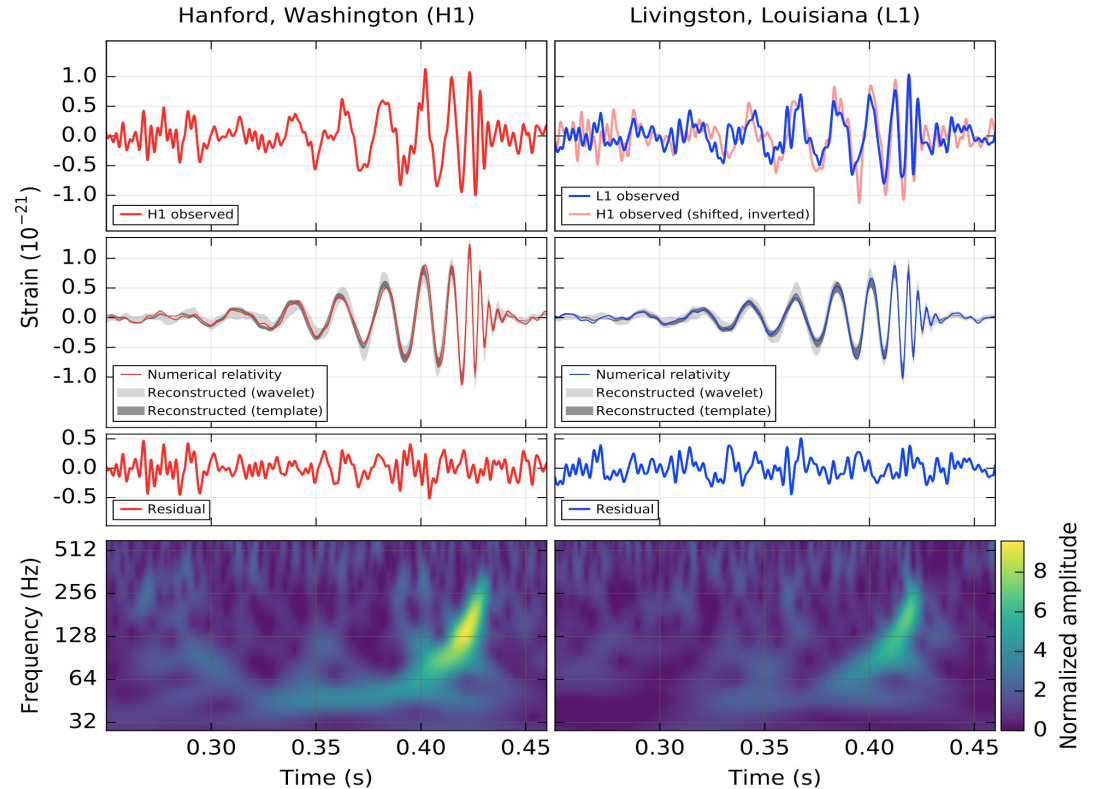 Hanford, Washington (H1)
Livingston, Louisiana (L1)
Strain (10⁻²¹)
1.0
0.5
0.0
-0.5
-1.0
H1 observed
L1 observed
H1 observed (shifted, inverted)
1.0
0.5
0.0
-0.5
-1.0
Numerical relativity
Reconstructed (wavelet)
Reconstructed (template)
Numerical relativity
Reconstructed (wavelet)
Reconstructed (template)
0.5
0.0
-0.5
Residual
Residual
Frequency (Hz)
512
256
128
64
32
0.30
0.35
0.40
0.45
Time (s)
0.30
0.35
0.40
0.45
Time (s)
8
6
4
2
0
Normalized amplitude